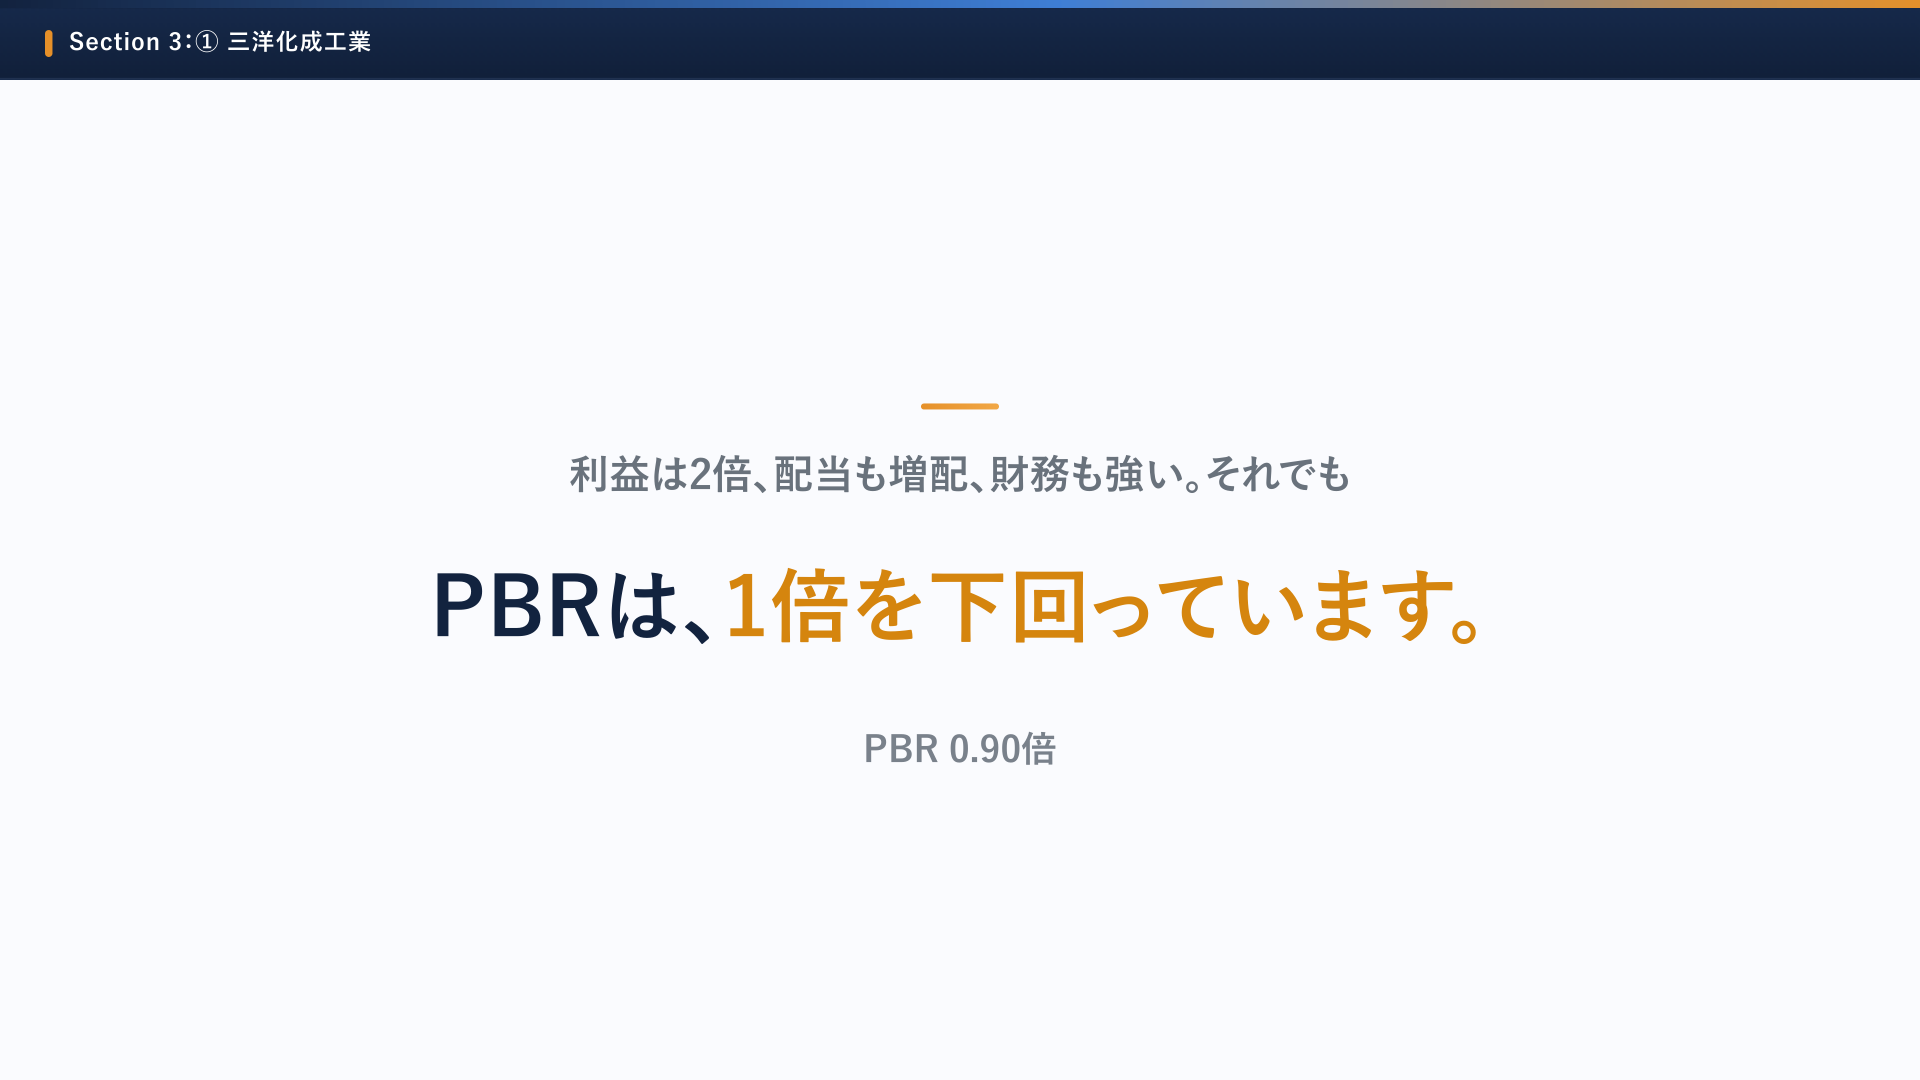 Section 3：① 三洋化成工業
利益は2倍、配当も増配、財務も強い。それでも
PBRは、1倍を下回っています。
PBR 0.90倍